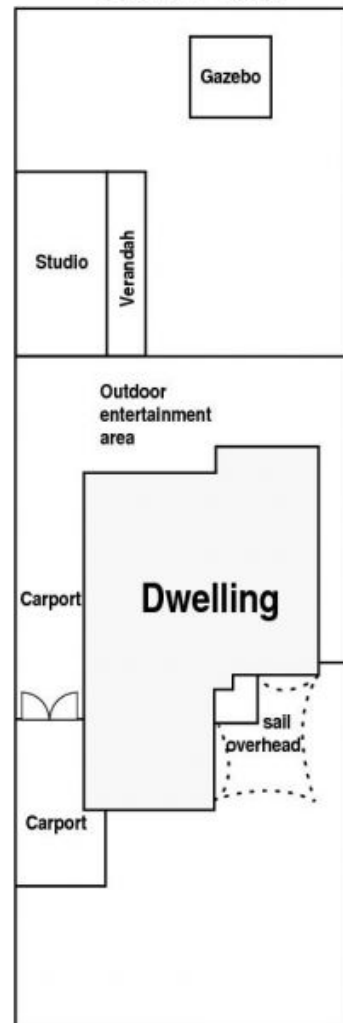 Gazebo
Studio
Verandah
Outdoor
entertainment
area
Carport
Dwelling
sail
overhead
Carport